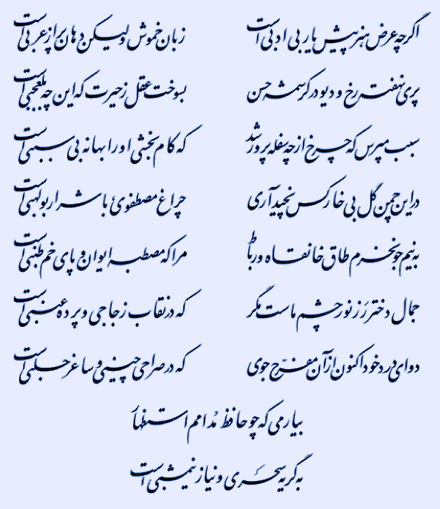 اگرچه عرض هنر پیش یار بی ادبی است زبان خموش ولیکن دهان پر از عربی است
پری نهفته رخ و دیو در کرشمه حسن بسوخت عقل ز حیرت که این چه بلعجبی است
سبب مپرس که چرخ از چه سفله پرور شد که کام بخشی او را بهانه بی سببی است
در این چمن گل بی خار کس نچید آری چراغ مصطفوی با شرار بولهبی است
به نیم جو نخرم طاق خانقاه و رباط مرا که مصطبه ایوان و پای خم طنبی است
جمال دختر رز نور چشم ماست مگر که در نقاب زجاجی و پرده عنبی است
دوای درد خود اکنون از آن مفرّح جوی که در صراحی چینی و ساغر حلبی است
بیار می که چو حافظ مدامم استظهار
به گریهٔ سحری و نیاز نیمشبی است